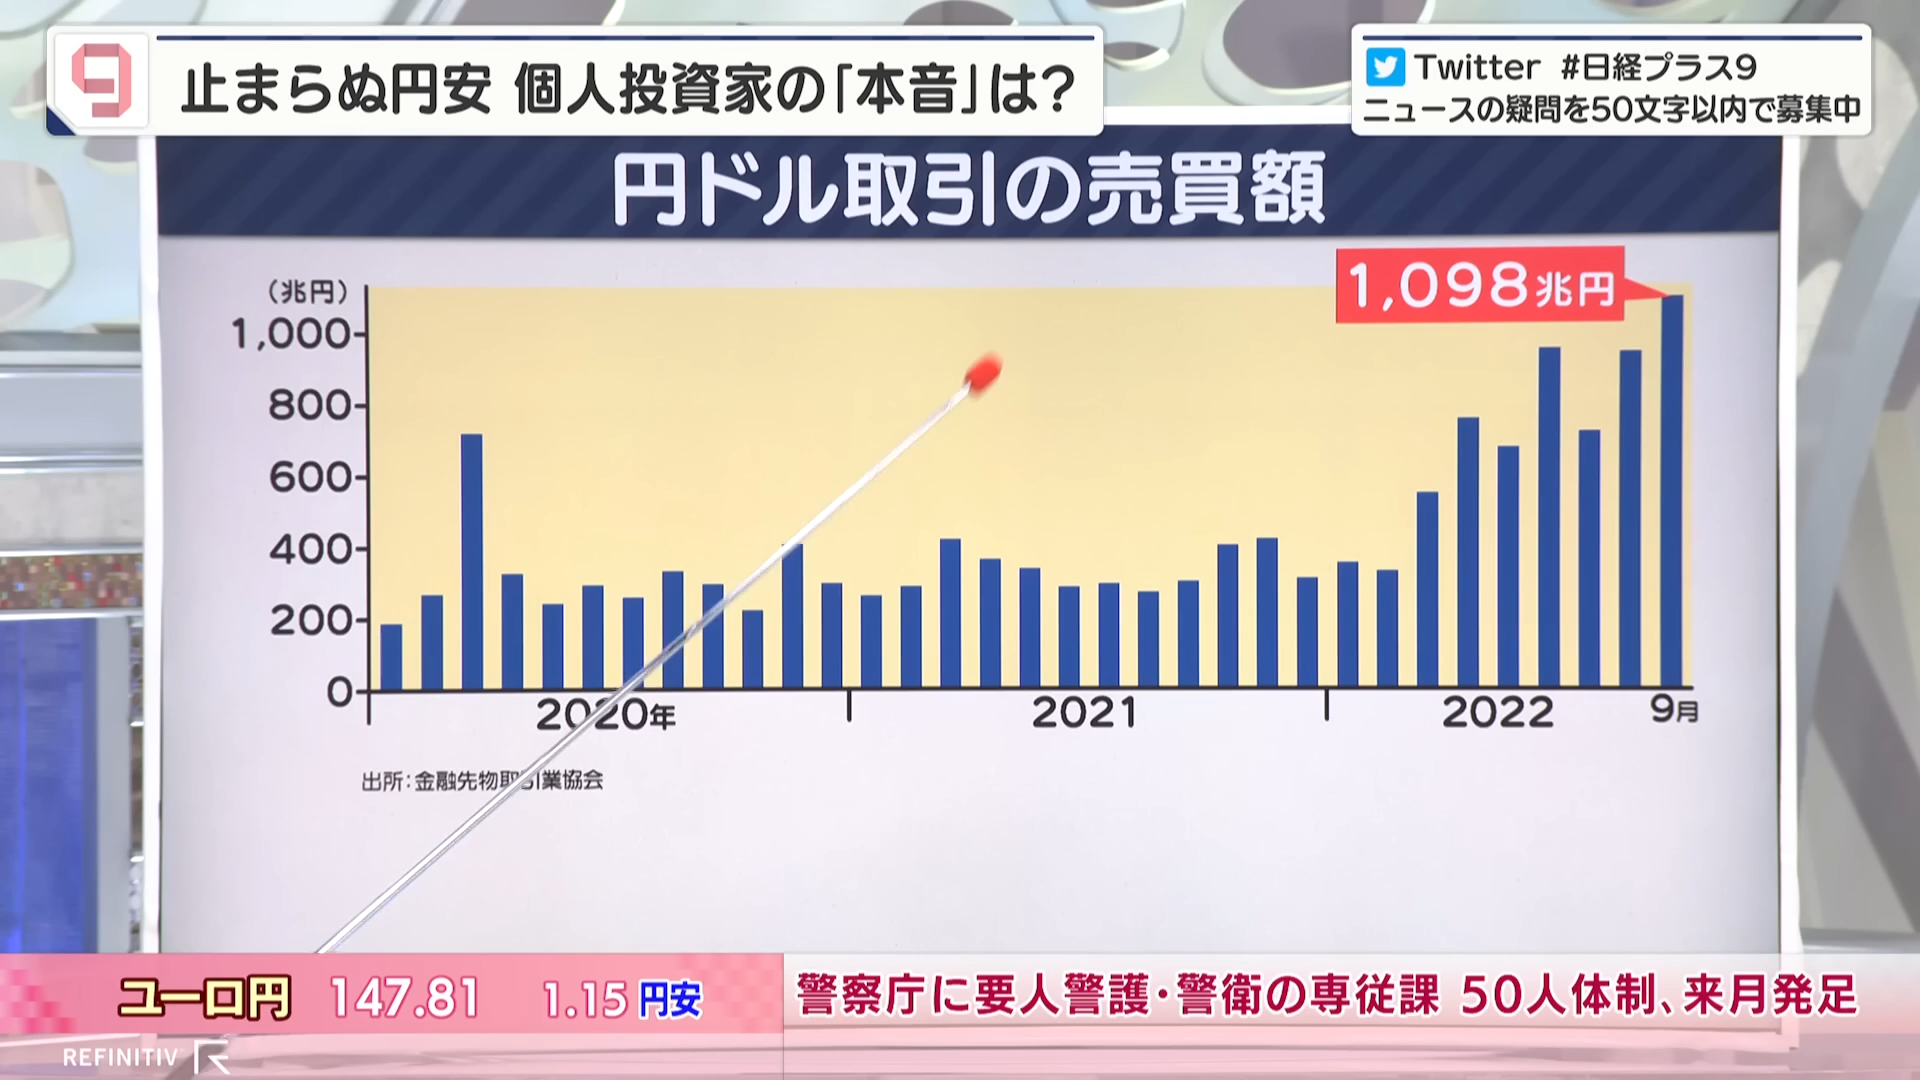 9
止まらぬ円安 個人投資家の「本音」は?
Twitter #日経プラス9
ニュースの疑問を50文字以内で募集中
円ドル取引の売買額
(兆円)
1,098兆円
1,000
800
600
400
200
0
2020年
2021
2022
9月
出所:金融先物取引業協会
ユーロ円 147.81 1.15 円安
警察庁に要人警護・警衛の専従課 50人体制、来月発足
REFINITIV